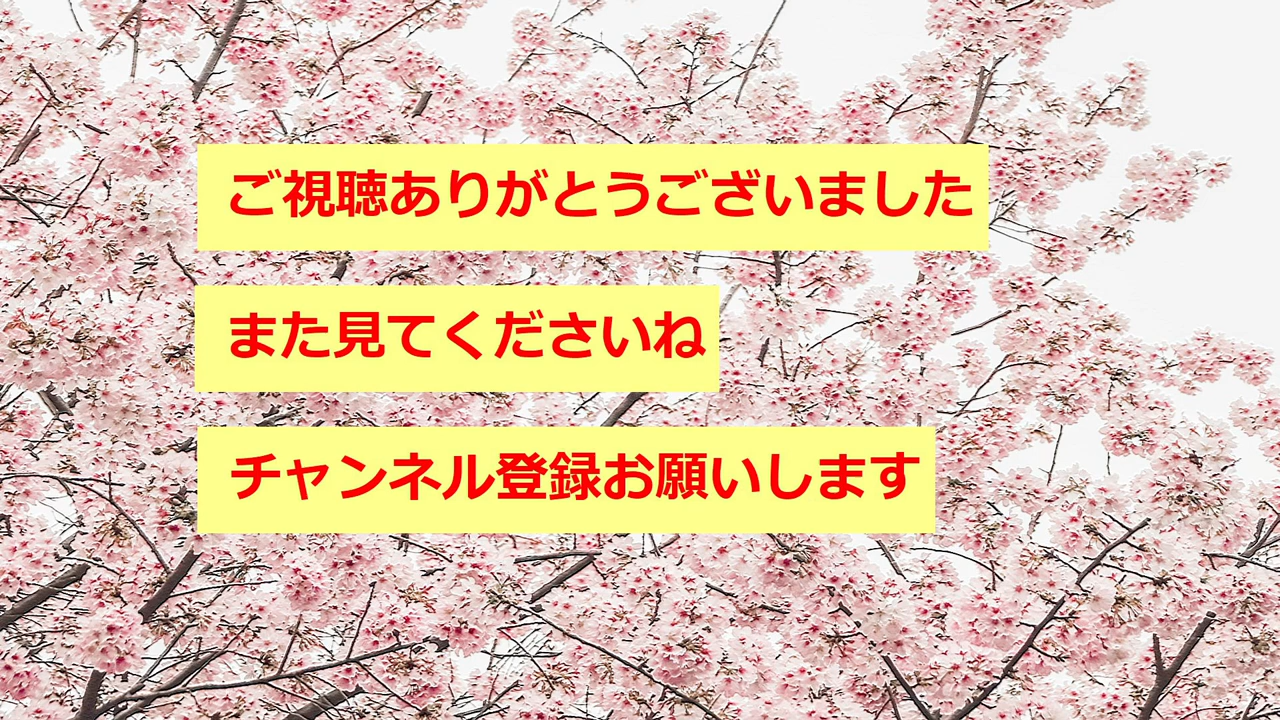 ご視聴ありがとうございました
また見てくださいね
チャンネル登録お願いします